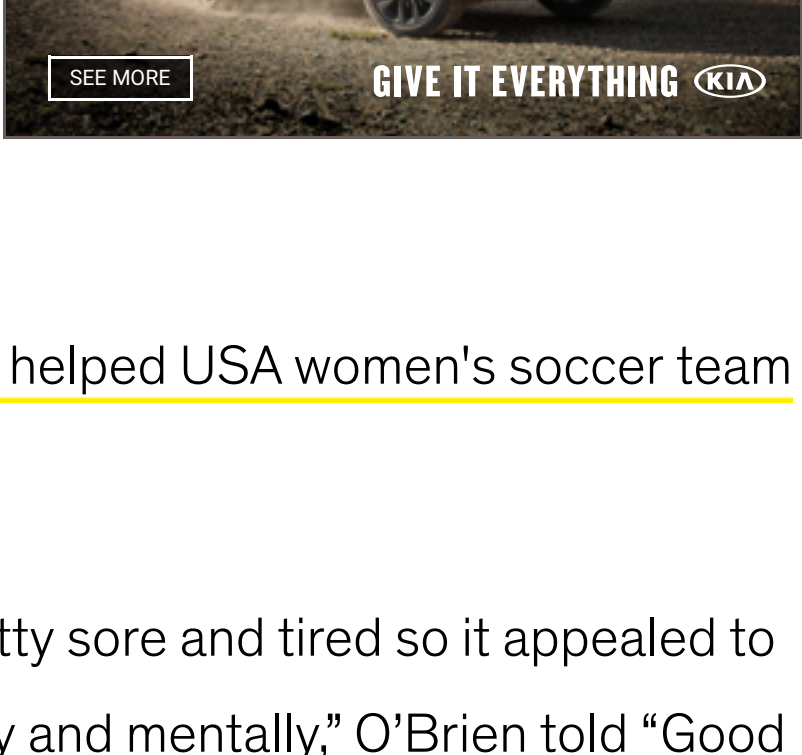 SEE MORE
GIVE IT EVERYTHING KIA
helped USA women's soccer team
tty sore and tired so it appealed to
y and mentally,” O’Brien told “Good